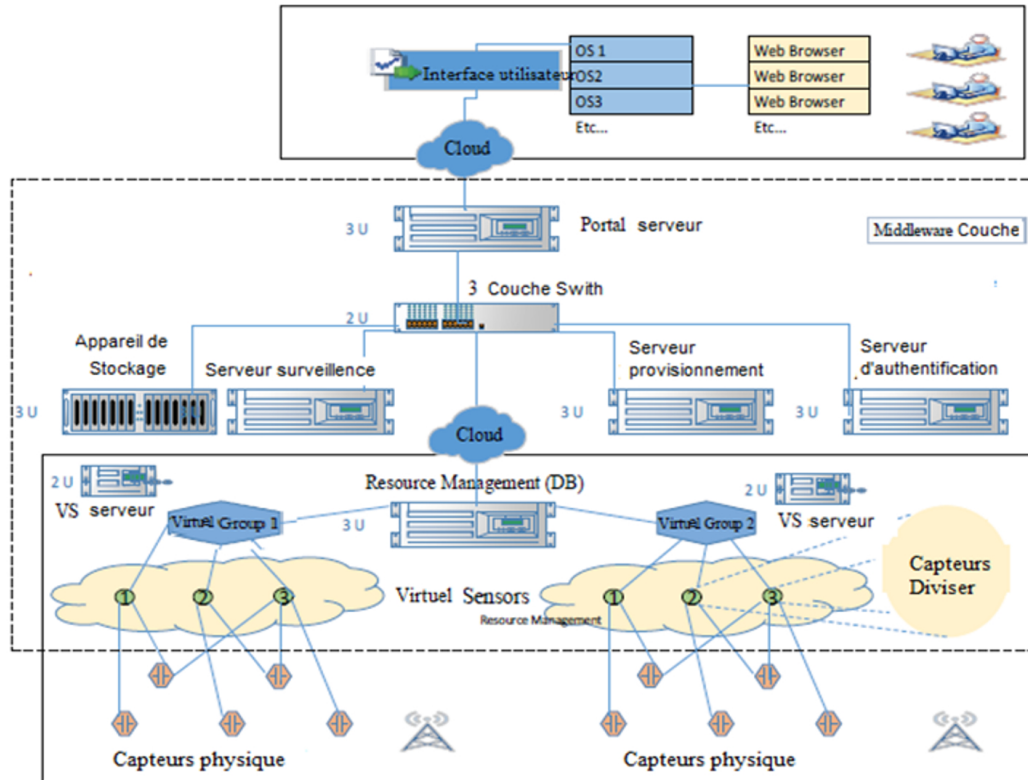 Interface utilisateur
OS 1
OS2
OS3
Etc...
Web Browser
Web Browser
Web Browser
Etc...
Cloud
3 U
Portal serveur
Middleware Couche
3 Couche Swith
2 U
Appareil de
Stockage
Serveur surveillence
Serveur
provisionnement
Serveur
d'authentification
3 U
3 U
3 U
3 U
Cloud
2 U
VS serveur
Resource Management (DB)
3 U
2 U
VS serveur
Virtuel Group 1
Virtuel Group 2
Capteurs
Diviser
1
2
3
Virtuel Sensors
Resource Management
1
2
3
Capteurs physique
Capteurs physique